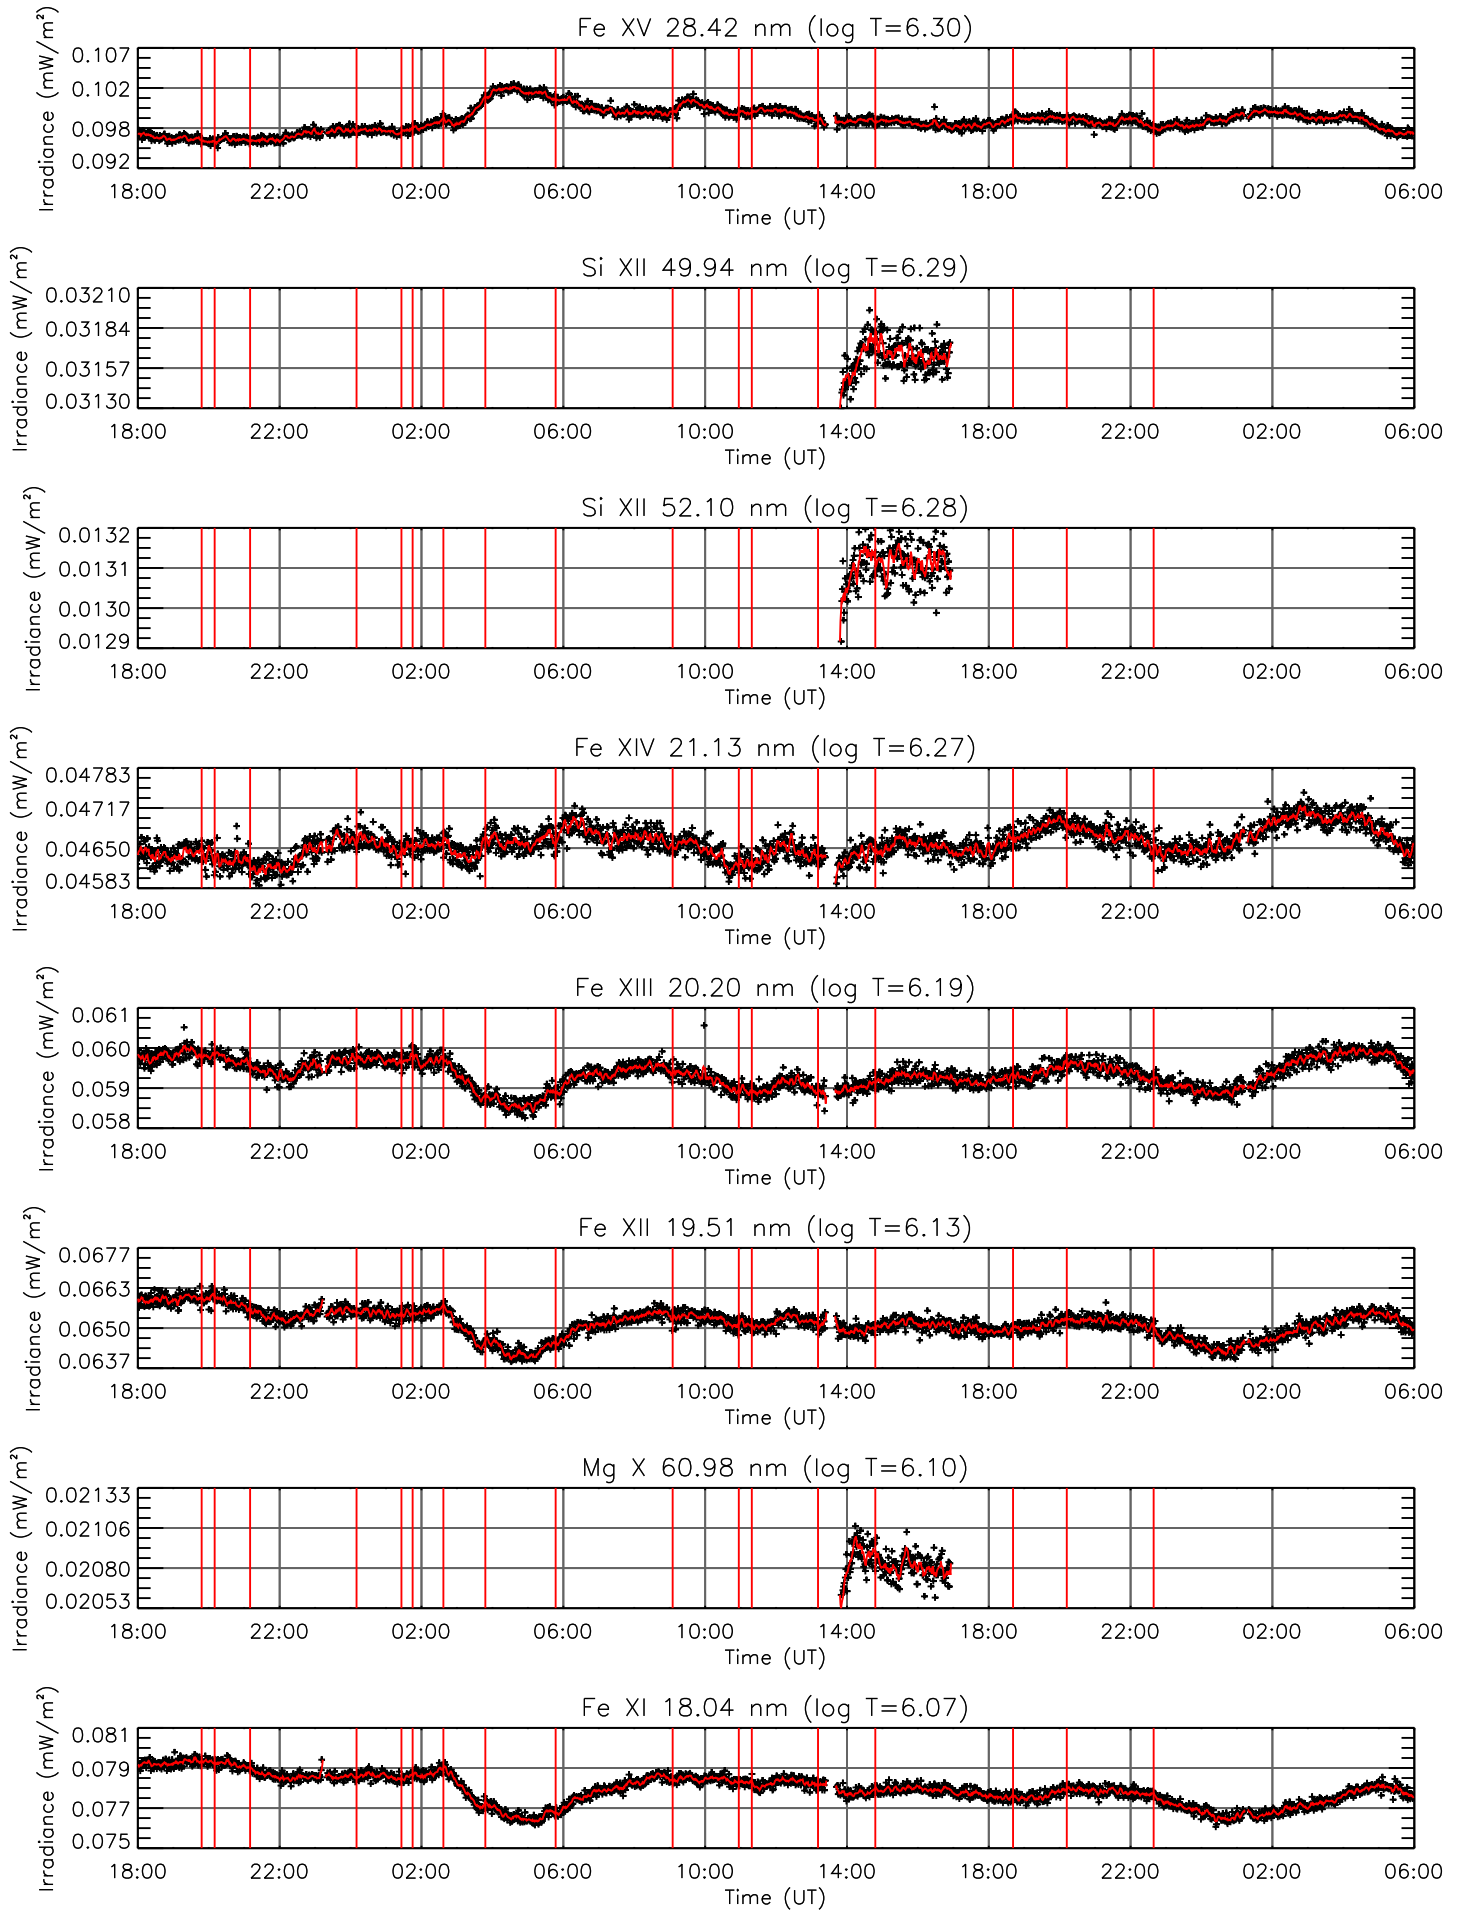 Fe XV 28.42 nm (log T=6.30)
Irradiance (mW/m²)
0.107
0.102
0.098
0.092
18:00 22:00 02:00 06:00 10:00 14:00 18:00 22:00 02:00 06:00
Time (UT)
Si XII 49.94 nm (log T=6.29)
Irradiance (mW/m²)
0.03210
0.03184
0.03157
0.03130
18:00 22:00 02:00 06:00 10:00 14:00 18:00 22:00 02:00 06:00
Time (UT)
Si XII 52.10 nm (log T=6.28)
Irradiance (mW/m²)
0.0132
0.0131
0.0130
0.0129
18:00 22:00 02:00 06:00 10:00 14:00 18:00 22:00 02:00 06:00
Time (UT)
Fe XIV 21.13 nm (log T=6.27)
Irradiance (mW/m²)
0.04783
0.04717
0.04650
0.04583
18:00 22:00 02:00 06:00 10:00 14:00 18:00 22:00 02:00 06:00
Time (UT)
Fe XIII 20.20 nm (log T=6.19)
Irradiance (mW/m²)
0.061
0.060
0.059
0.058
18:00 22:00 02:00 06:00 10:00 14:00 18:00 22:00 02:00 06:00
Time (UT)
Fe XII 19.51 nm (log T=6.13)
Irradiance (mW/m²)
0.0677
0.0663
0.0650
0.0637
18:00 22:00 02:00 06:00 10:00 14:00 18:00 22:00 02:00 06:00
Time (UT)
Mg X 60.98 nm (log T=6.10)
Irradiance (mW/m²)
0.02133
0.02106
0.02080
0.02053
18:00 22:00 02:00 06:00 10:00 14:00 18:00 22:00 02:00 06:00
Time (UT)
Fe XI 18.04 nm (log T=6.07)
Irradiance (mW/m²)
0.081
0.079
0.077
0.075
18:00 22:00 02:00 06:00 10:00 14:00 18:00 22:00 02:00 06:00
Time (UT)